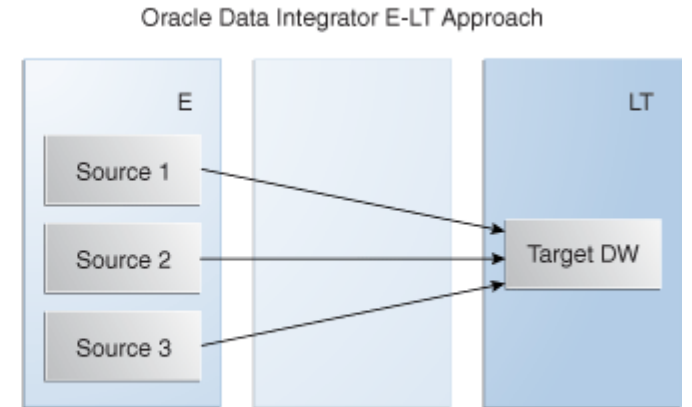 Oracle Data Integrator E-LT Approach
E
LT
Source 1
Source 2
Source 3
Target DW